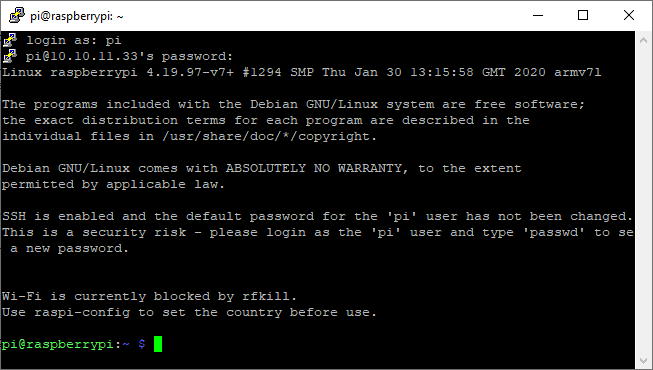 pi@raspberrypi: ~
login as: pi
pi@10.10.11.33's password:
Linux raspberrypi 4.19.97-v7+ #1294 SMP Thu Jan 30 13:15:58 GMT 2020 armv7l
The programs included with the Debian GNU/Linux system are free software;
the exact distribution terms for each program are described in the
individual files in /usr/share/doc/*/copyright.
Debian GNU/Linux comes with ABSOLUTELY NO WARRANTY, to the extent
permitted by applicable law.
SSH is enabled and the default password for the 'pi' user has not been changed.
This is a security risk - please login as the 'pi' user and type 'passwd' to se
a new password.
Wi-Fi is currently blocked by rfkill.
Use raspi-config to set the country before use.
pi@raspberrypi:~ $